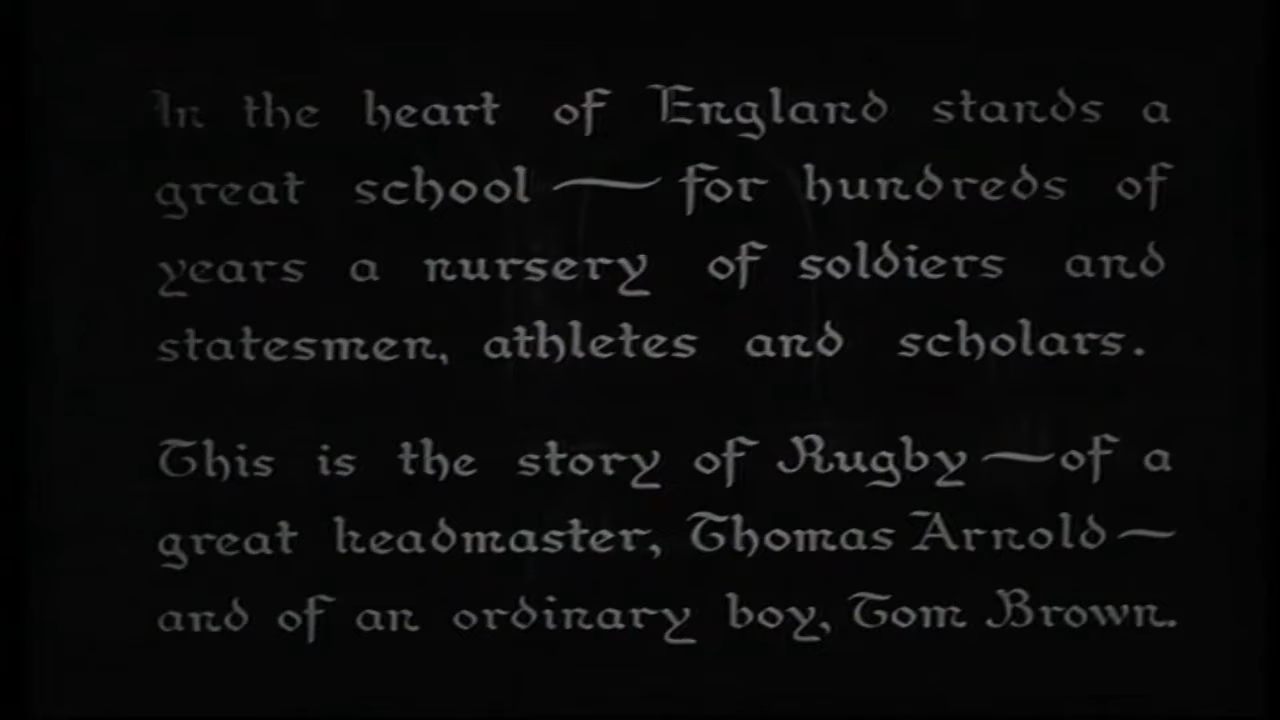 In the heart of England stands a
great school — for hundreds of
years a nursery of soldiers and
statesmen, athletes and scholars.
This is the story of Rugby — of a
great headmaster, Thomas Arnold —
and of an ordinary boy, Tom Brown.